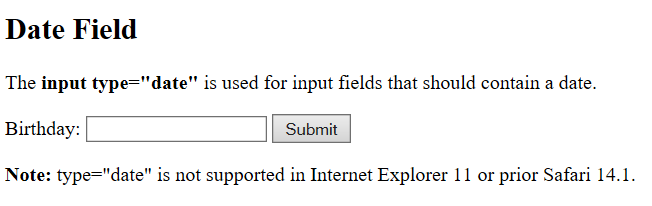 Date Field
The input type="date" is used for input fields that should contain a date.
Birthday: Submit
Note: type="date" is not supported in Internet Explorer 11 or prior Safari 14.1.